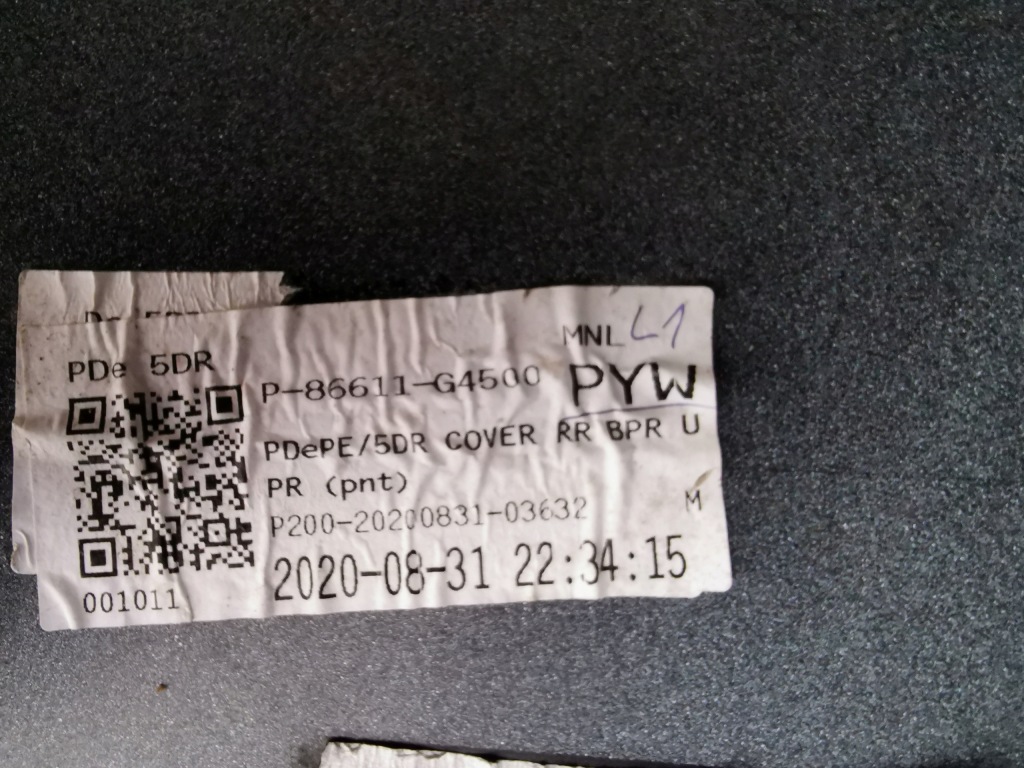 MNL L1
PDe 5DR
P-86611-G4500 PYW
PDePE/5DR COVER RR BPR U
PR (pnt)
P200-20200831-03632 M
2020-08-31 22:34:15
001011